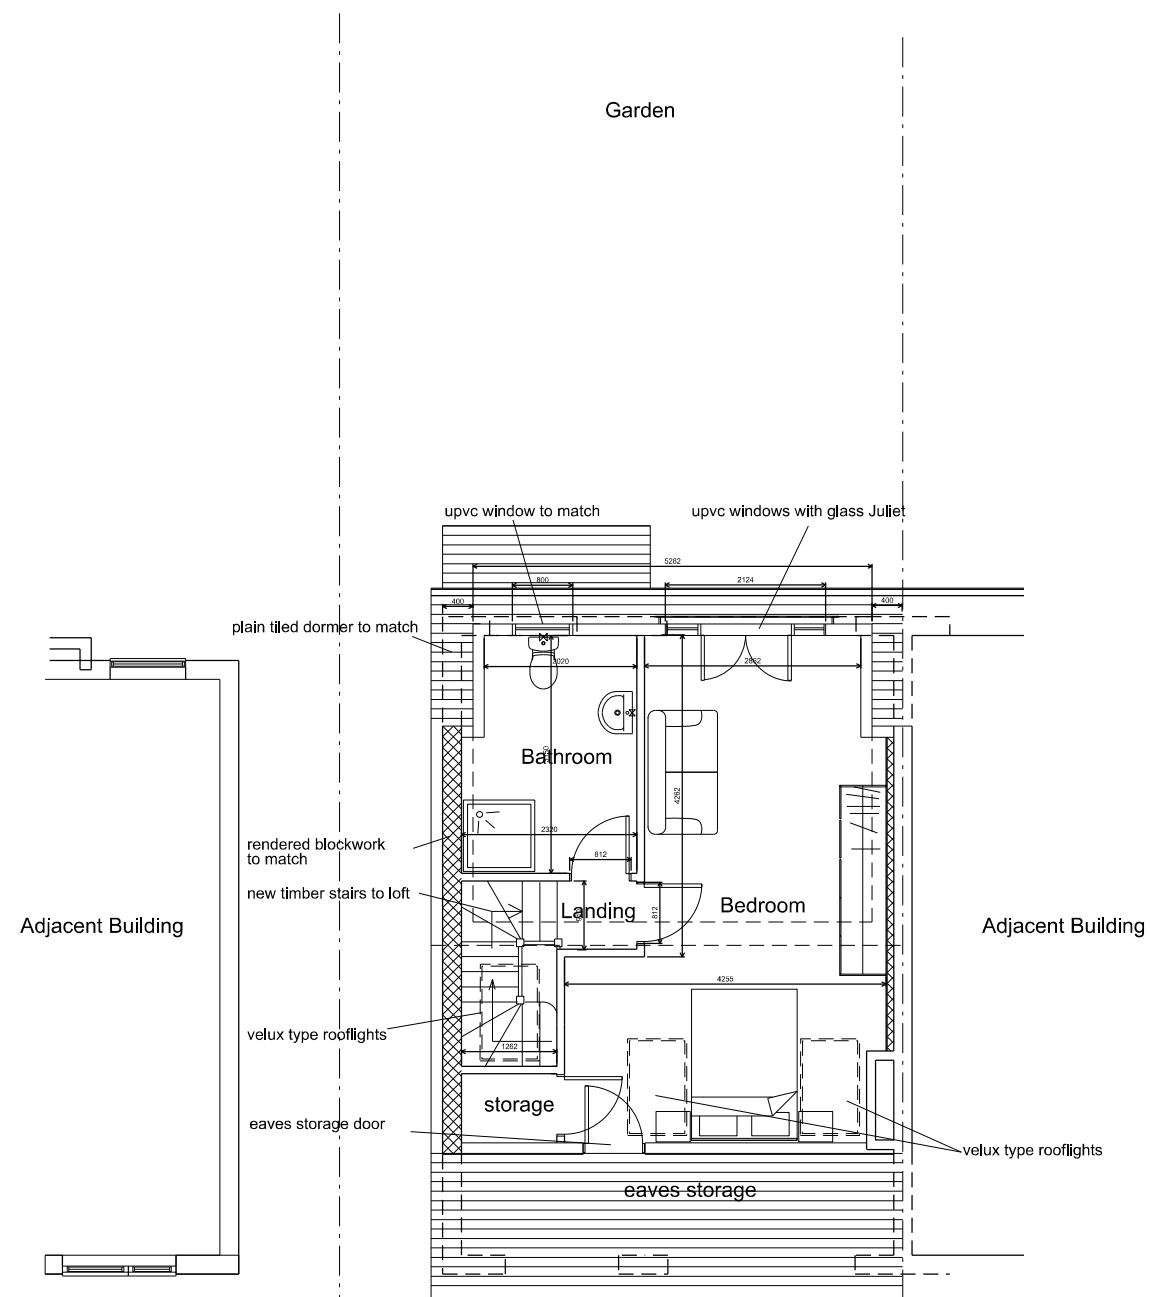 Garden
upvc window to match
upvc windows with glass Juliet
5282
800
2124
400
400
plain tiled dormer to match
2020
2862
Bathroom
4262
2320
rendered blockwork
to match
812
new timber stairs to loft
Landing
812
Bedroom
Adjacent Building
Adjacent Building
4255
velux type rooflights
1262
storage
eaves storage door
velux type rooflights
eaves storage